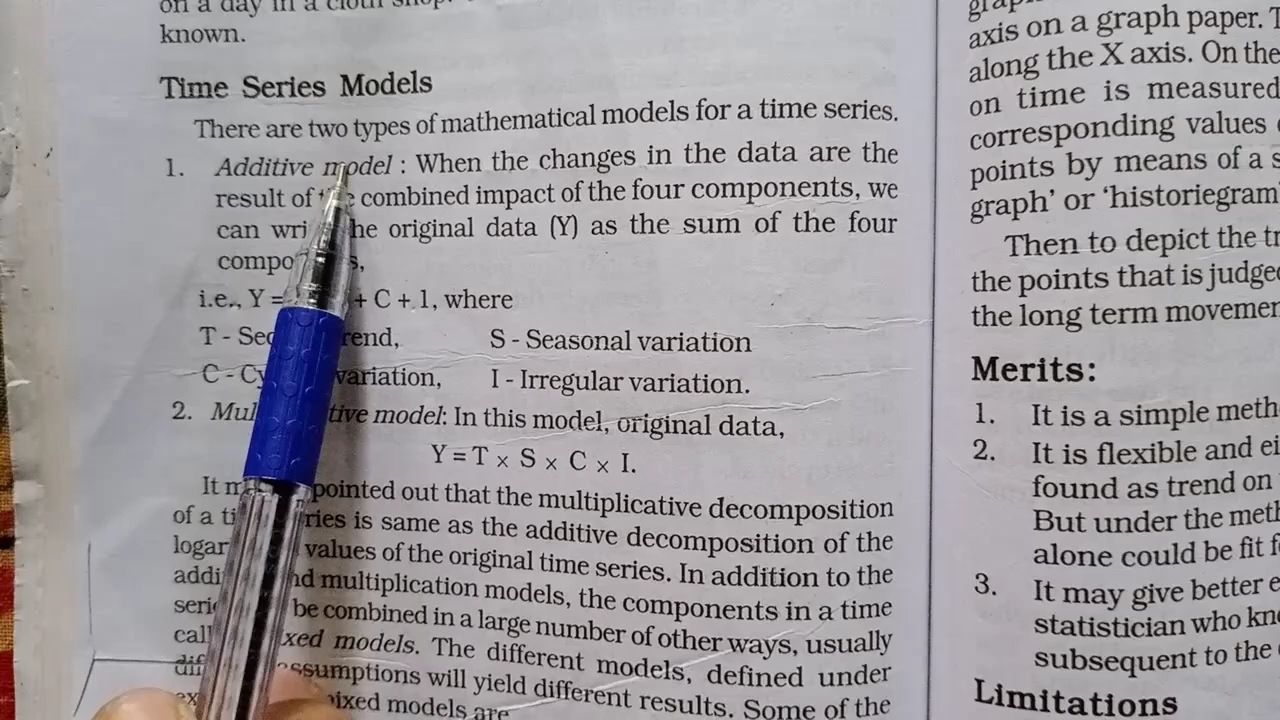 on a day in a cloth shop.
known.
Time Series Models
There are two types of mathematical models for a time series.
1. Additive model : When the changes in the data are the
result of combined impact of the four components, we
can he original data (Y) as the sum of the four
i.e., Y = + C + 1, where
T - rend, S - Seasonal variation
C - variation, I - Irregular variation.
2. tive model: In this model, original data,
Y = T × S × C × I.
It pointed out that the multiplicative decomposition
of a ries is same as the additive decomposition of the
values of the original time series. In addition to the
nd multiplication models, the components in a time
be combined in a large number of other ways, usually
xed models. The different models, defined under
assumptions will yield different results. Some of the
models are
axis on a graph paper.
along the X axis. On the
on time is measured
corresponding values
points by means of a
graph' or 'historiegram'
Then to depict the
the points that is judge
the long term movemen
Merits:
1. It is a simple meth
2. It is flexible and
found as trend on
But under the meth
alone could be fit
3. It may give better
statistician who
subsequent to the
Limitations